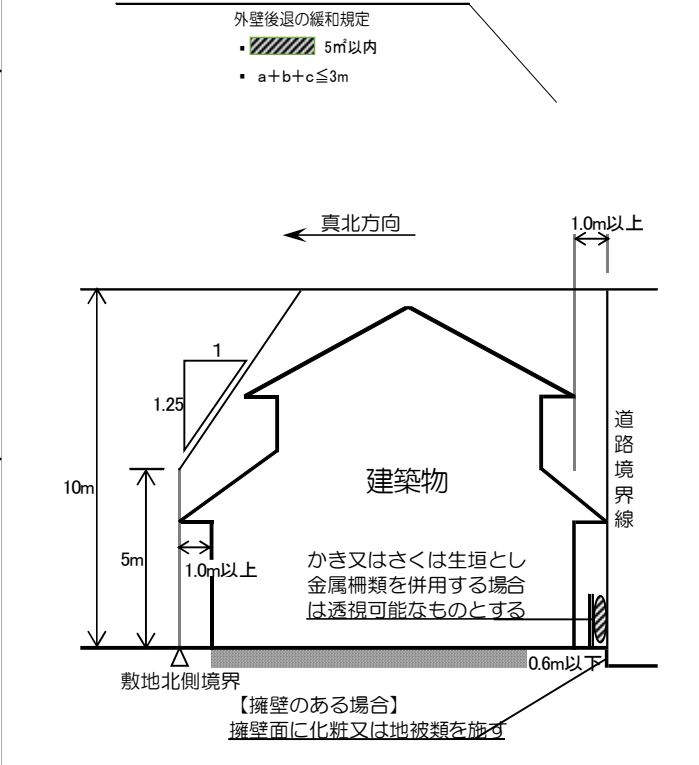 外壁後退の緩和規定
▪ 5㎡以内
▪ a+b+c≦3m
真北方向
1.0m以上
1
1.25
10m
5m
1.0m以上
建築物
道路境界線
かき又はさくは生垣とし
金属柵類を併用する場合
は透視可能なものとする
0.6m以下
敷地北側境界
【擁壁のある場合】
擁壁面に化粧又は地被類を施す